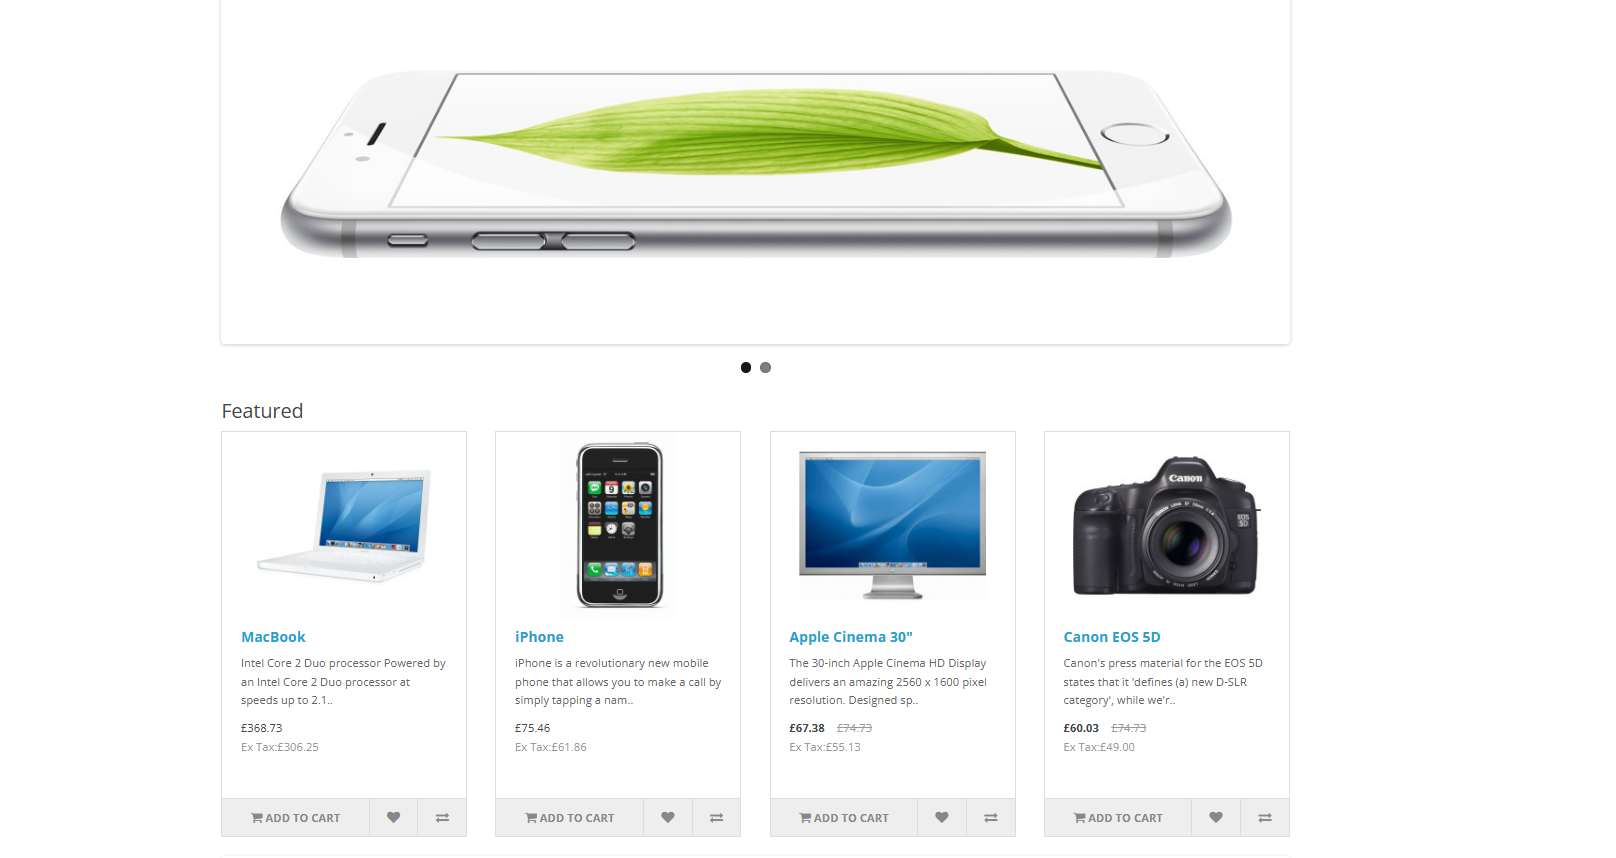 Featured
MacBook
Intel Core 2 Duo processor Powered by
an Intel Core 2 Duo processor at
speeds up to 2.1..
£368.73
Ex Tax:£306.25
ADD TO CART
iPhone
iPhone is a revolutionary new mobile
phone that allows you to make a call by
simply tapping a nam..
£75.46
Ex Tax:£61.86
ADD TO CART
Apple Cinema 30"
The 30-inch Apple Cinema HD Display
delivers an amazing 2560 x 1600 pixel
resolution. Designed sp..
£67.38 £74.73
Ex Tax:£55.13
ADD TO CART
Canon
EOS
5D
Canon EOS 5D
Canon's press material for the EOS 5D
states that it 'defines (a) new D-SLR
category', while we'r..
£60.03 £74.73
Ex Tax:£49.00
ADD TO CART